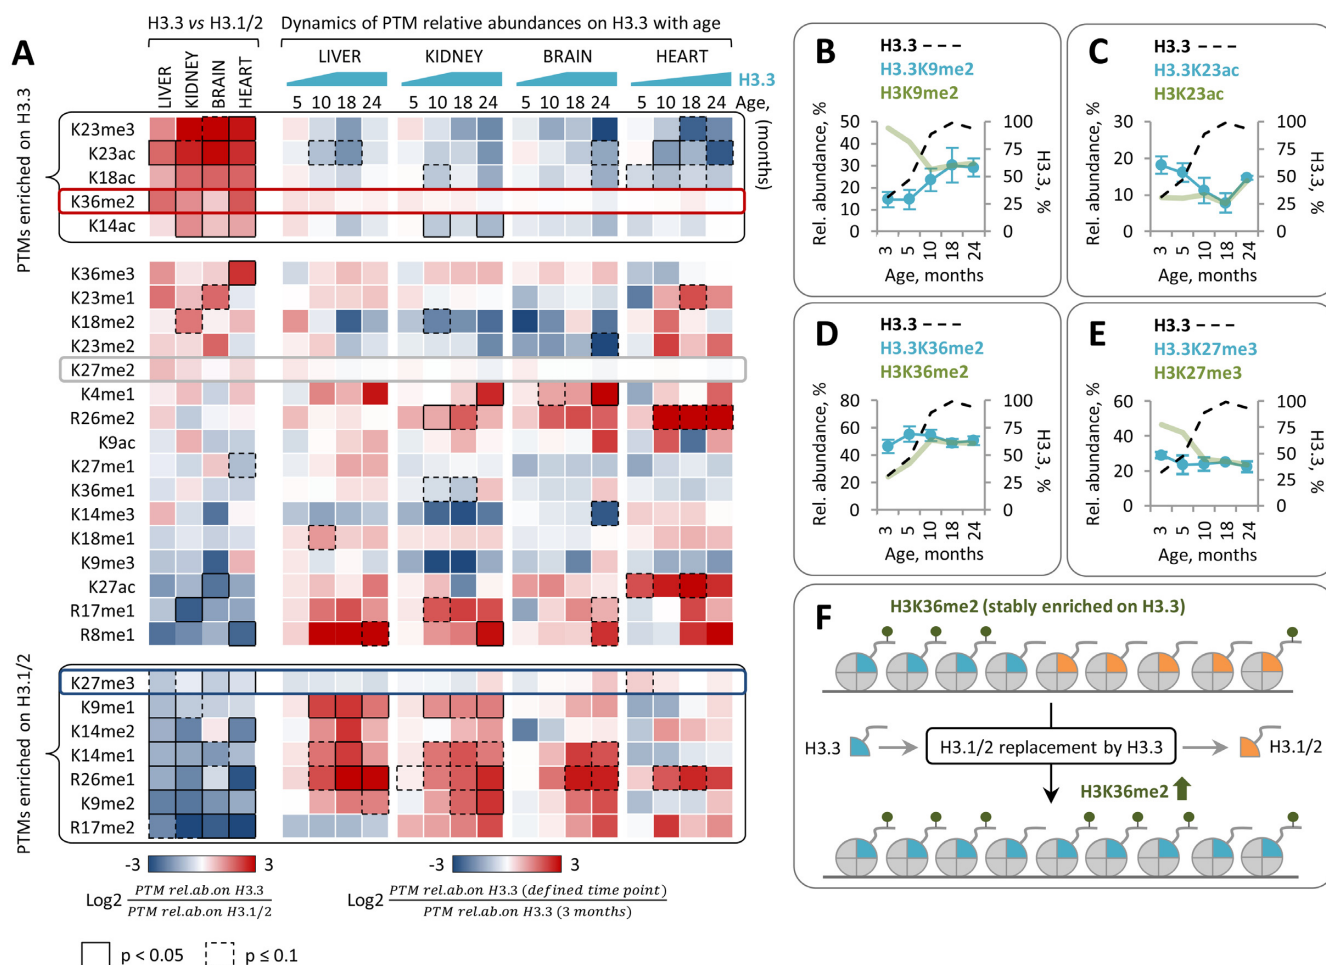 A
H3.3 vs H3.1/2
Dynamics of PTM relative abundances on H3.3 with age
LIVER
KIDNEY
BRAIN
HEART
LIVER KIDNEY BRAIN HEART
H3.3
5 10 18 24 5 10 18 24 5 10 18 24 5 10 18 24 Age,
(months)
PTMs enriched on H3.3
K23me3
K23ac
K18ac
K36me2
K14ac
K36me3
K23me1
K18me2
K23me2
K27me2
K4me1
R26me2
K9ac
K27me1
K36me1
K14me3
K18me1
K9me3
K27ac
R17me1
R8me1
PTMs enriched on H3.1/2
K27me3
K9me1
K14me2
K14me1
R26me1
K9me2
R17me2
-3 3
Log2 PTM rel.ab.on H3.3
PTM rel.ab.on H3.1/2
-3 3
Log2 PTM rel.ab.on H3.3 (defined time point)
PTM rel.ab.on H3.3 (3 months)
p < 0.05 p ≤ 0.1
B
H3.3
H3.3K9me2
H3K9me2
Rel. abundance, %
50
40
30
20
10
0
100
75
50
25
0
H3.3, %
3 5 10 18 24
Age, months
C
H3.3
H3.3K23ac
H3K23ac
Rel. abundance, %
30
20
10
0
100
75
50
25
0
H3.3, %
3 5 10 18 24
Age, months
D
H3.3
H3.3K36me2
H3K36me2
Rel. abundance, %
80
60
40
20
0
100
75
50
25
0
H3.3, %
3 5 10 18 24
Age, months
E
H3.3
H3.3K27me3
H3K27me3
Rel. abundance, %
60
40
20
0
100
75
50
25
0
H3.3, %
3 5 10 18 24
Age, months
F
H3K36me2 (stably enriched on H3.3)
H3.3
H3.1/2 replacement by H3.3
H3.1/2
H3K36me2